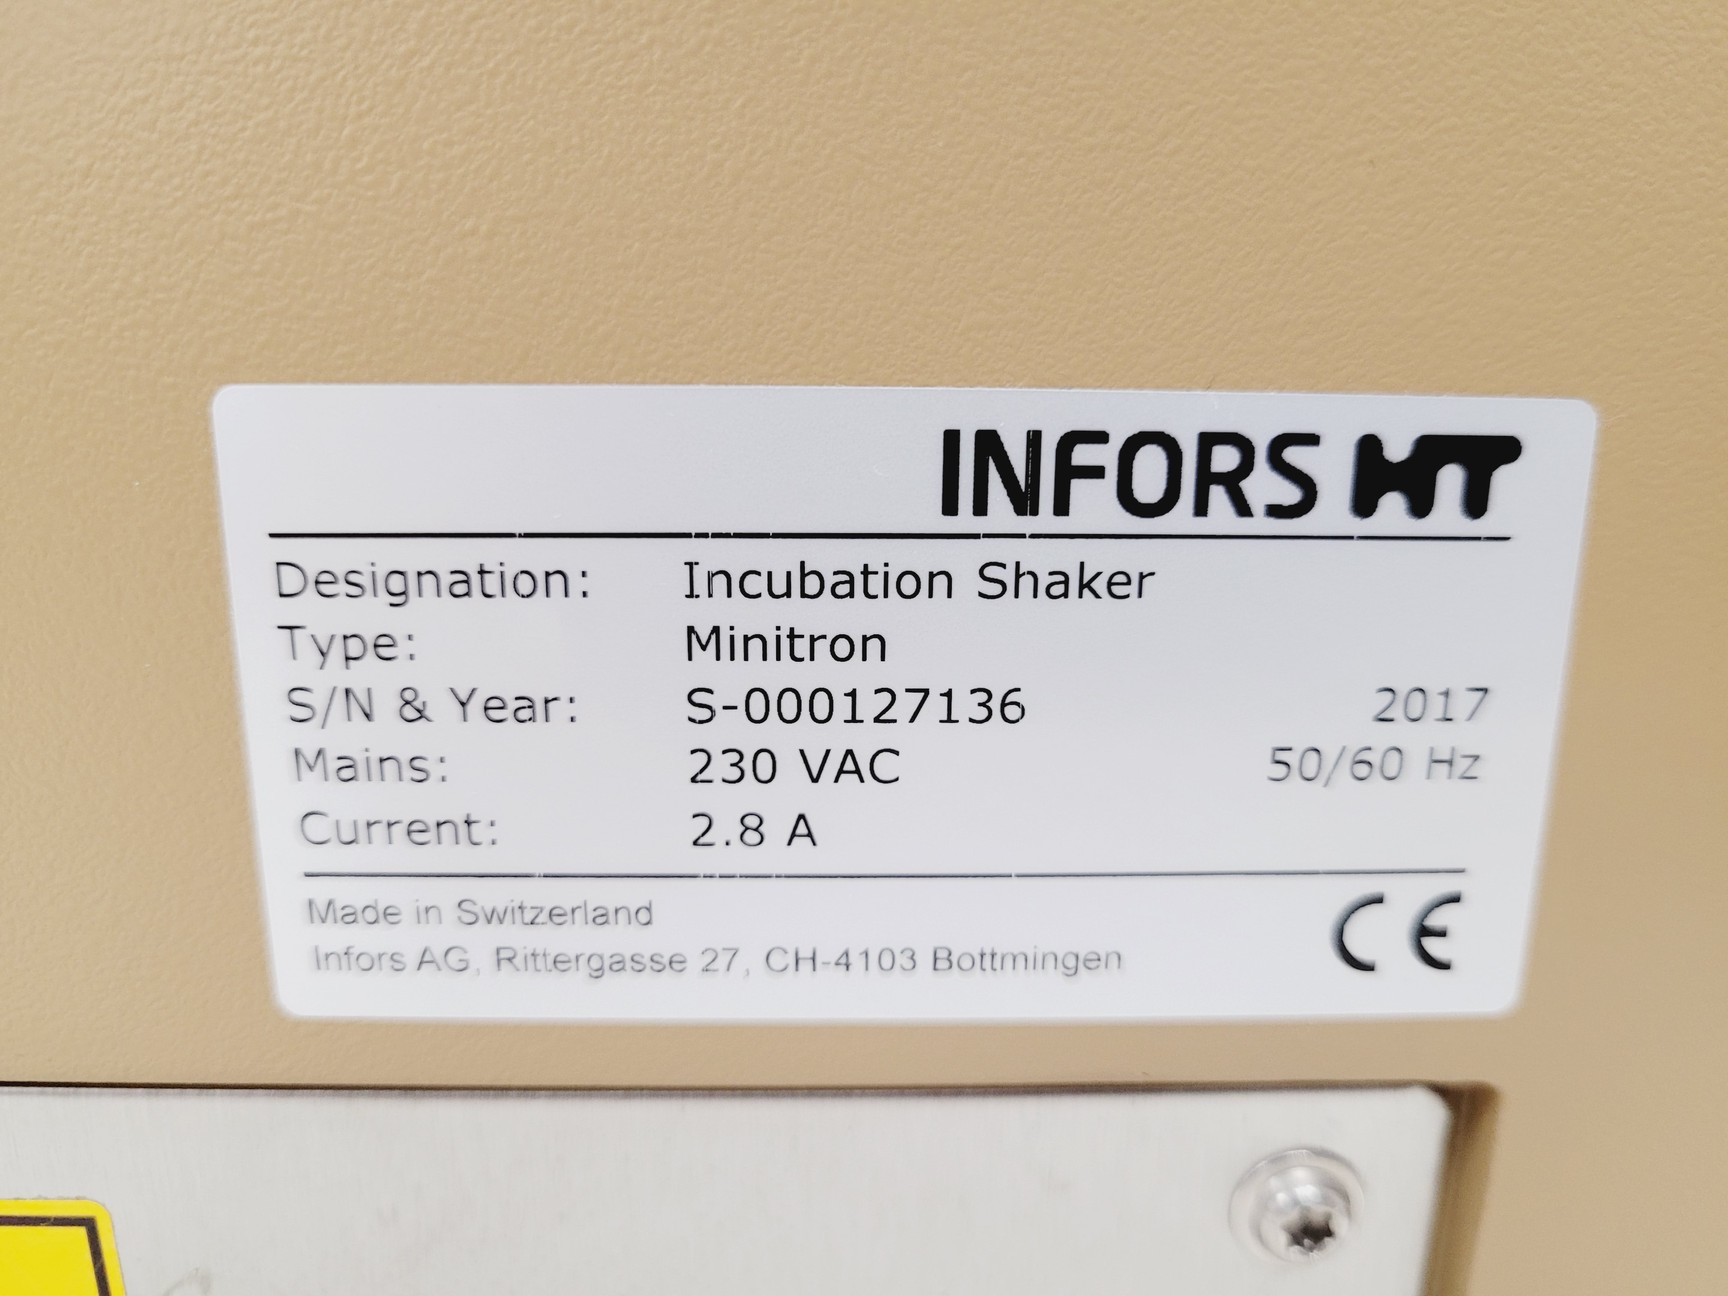 INFORS HT
Designation: Incubation Shaker
Type: Minitron
S/N & Year: S-000127136 2017
Mains: 230 VAC 50/60 Hz
Current: 2.8 A
Made in Switzerland
Infors AG, Rittergasse 27, CH-4103 Bottmingen
CE